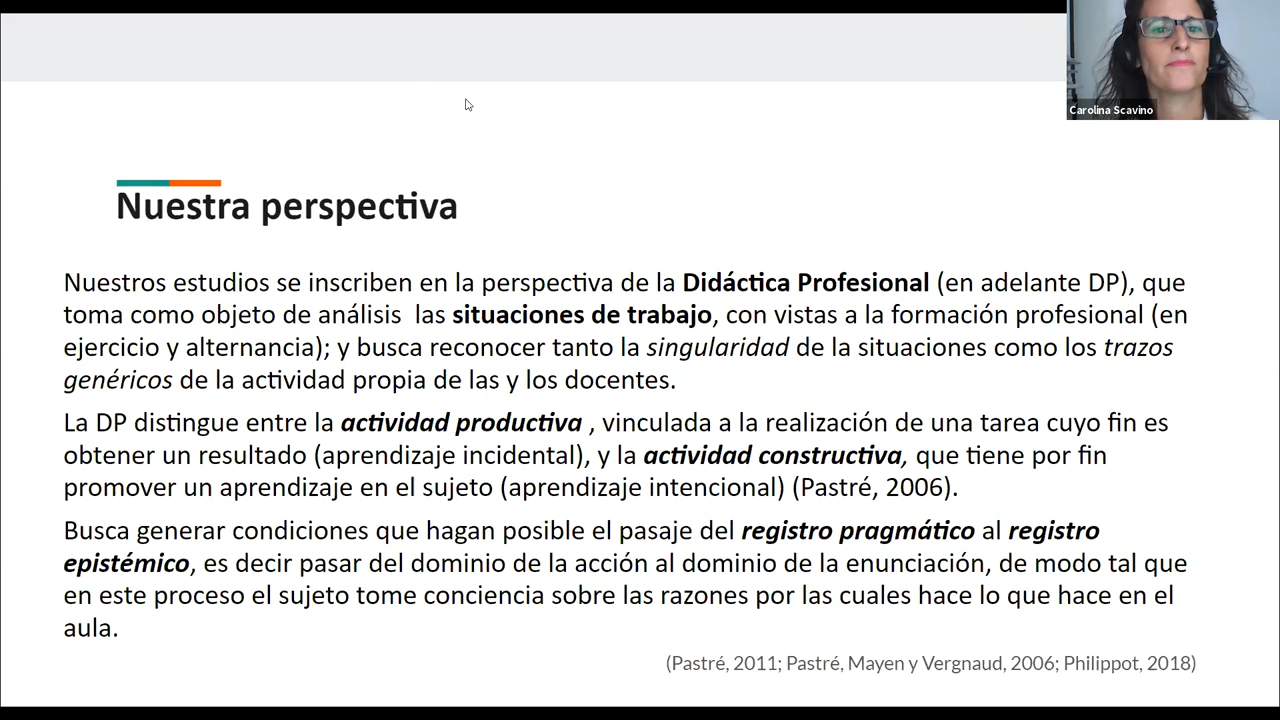 Carolina Scavino
Nuestra perspectiva
Nuestros estudios se inscriben en la perspectiva de la Didáctica Profesional (en adelante DP), que
toma como objeto de análisis las situaciones de trabajo, con vistas a la formación profesional (en
ejercicio y alternancia); y busca reconocer tanto la singularidad de la situaciones como los trazos
genéricos de la actividad propia de las y los docentes.
La DP distingue entre la actividad productiva , vinculada a la realización de una tarea cuyo fin es
obtener un resultado (aprendizaje incidental), y la actividad constructiva, que tiene por fin
promover un aprendizaje en el sujeto (aprendizaje intencional) (Pastré, 2006).
Busca generar condiciones que hagan posible el pasaje del registro pragmático al registro
epistémico, es decir pasar del dominio de la acción al dominio de la enunciación, de modo tal que
en este proceso el sujeto tome conciencia sobre las razones por las cuales hace lo que hace en el
aula.
(Pastré, 2011; Pastré, Mayen y Vergnaud, 2006; Philippot, 2018)